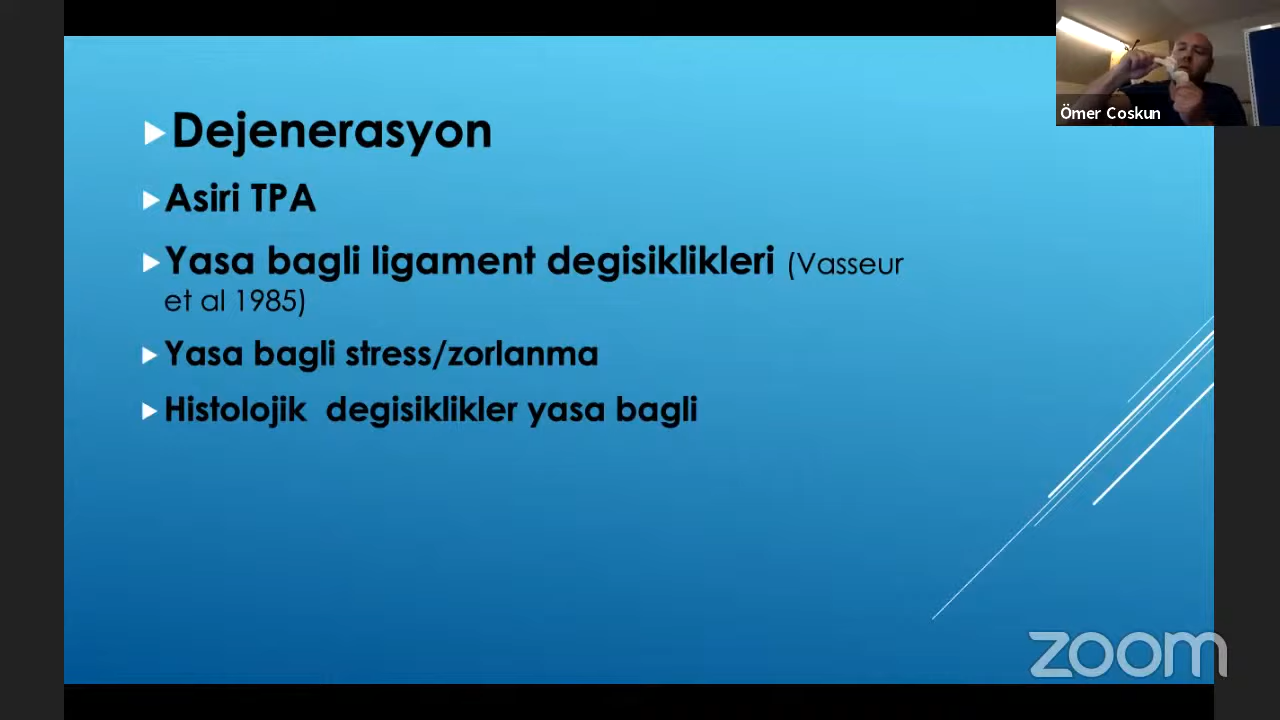 Dejenerasyon
Asiri TPA
Yasa bagli ligament degisiklikleri (Vasseur
et al 1985)
Yasa bagli stress/zorlanma
Histolojik degisiklikler yasa bagli
Ömer Coskun
zoom